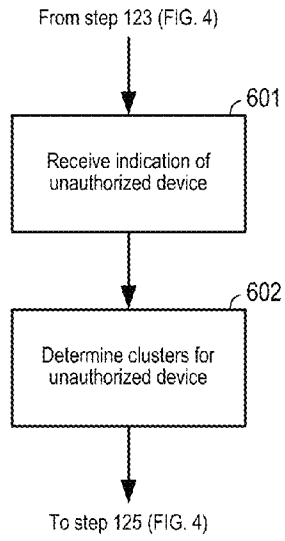 From step 123 (FIG. 4)
601
Receive indication of
unauthorized device
602
Determine clusters for
unauthorized device
To step 125 (FIG. 4)